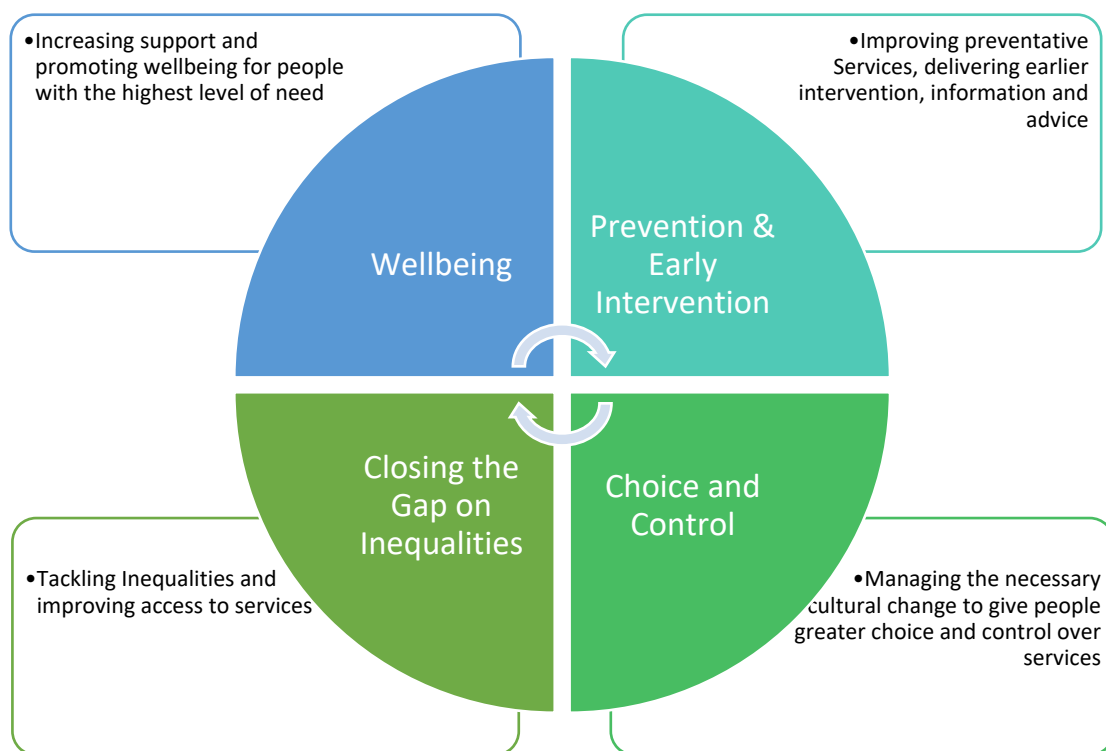 •Increasing support and
promoting wellbeing for people
with the highest level of need
•Improving preventative
Services, delivering earlier
intervention, information and
advice
Wellbeing
Prevention &
Early
Intervention
Closing the
Gap on
Inequalities
Choice and
Control
•Tackling Inequalities and
improving access to services
•Managing the necessary
cultural change to give people
greater choice and control over
services